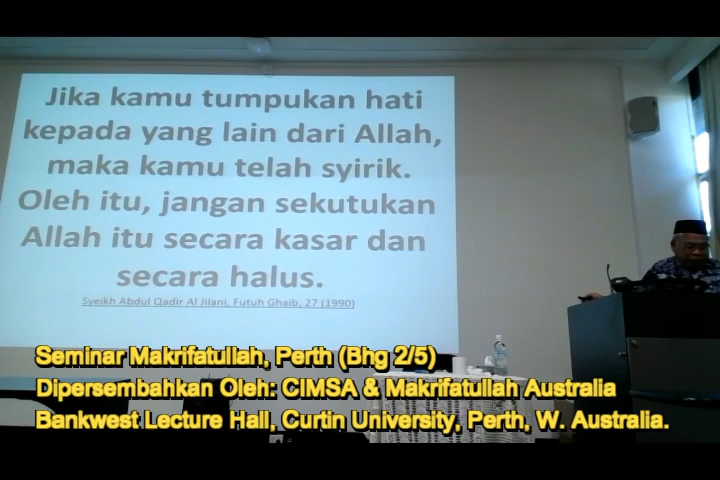 Jika kamu tumpukan hati
kepada yang lain dari Allah,
maka kamu telah syirik.
Oleh itu, jangan sekutukan
Allah itu secara kasar dan
secara halus.
Syeikh Abdul Qadir Al Jilani, Futuh Ghaib, 27 (1990)
Seminar Makrifatullah, Perth (Bhg 2/5)
Dipersembahkan Oleh: CIMSA & Makrifatullah Australia
Bankwest Lecture Hall, Curtin University, Perth, W. Australia.